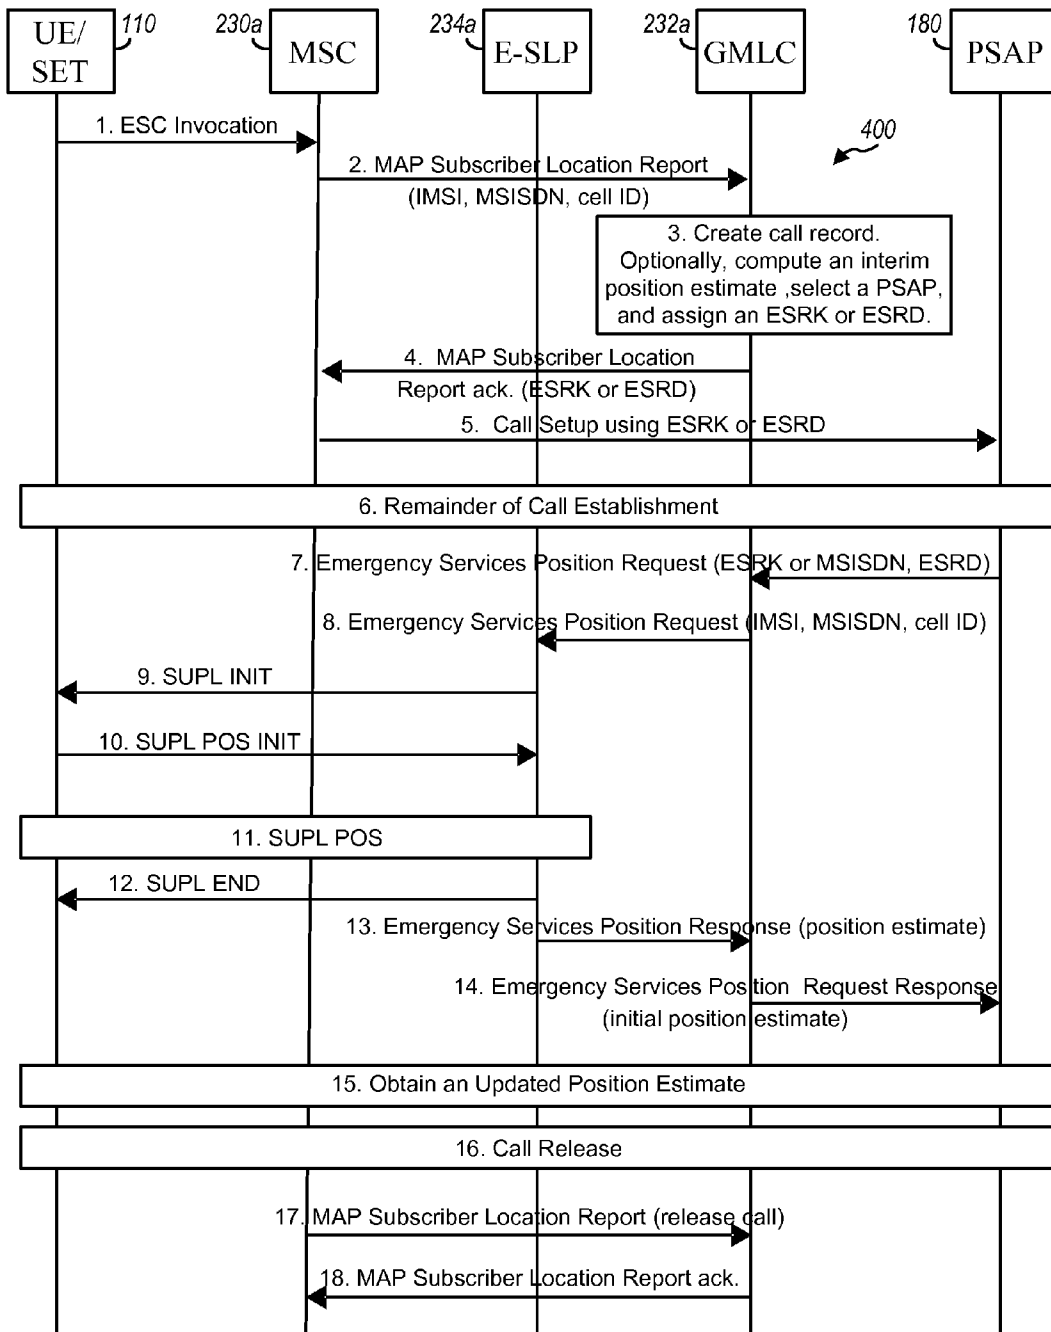 UE/
SET
110
230a
MSC
234a
E-SLP
232a
GMLC
180
PSAP
1. ESC Invocation
400
2. MAP Subscriber Location Report
(IMSI, MSISDN, cell ID)
3. Create call record.
Optionally, compute an interim
position estimate ,select a PSAP,
and assign an ESRK or ESRD.
4. MAP Subscriber Location
Report ack. (ESRK or ESRD)
5. Call Setup using ESRK or ESRD
6. Remainder of Call Establishment
7. Emergency Services Position Request (ESRK or MSISDN, ESRD)
8. Emergency Services Position Request (IMSI, MSISDN, cell ID)
9. SUPL INIT
10. SUPL POS INIT
11. SUPL POS
12. SUPL END
13. Emergency Services Position Response (position estimate)
14. Emergency Services Position Request Response
(initial position estimate)
15. Obtain an Updated Position Estimate
16. Call Release
17. MAP Subscriber Location Report (release call)
18. MAP Subscriber Location Report ack.